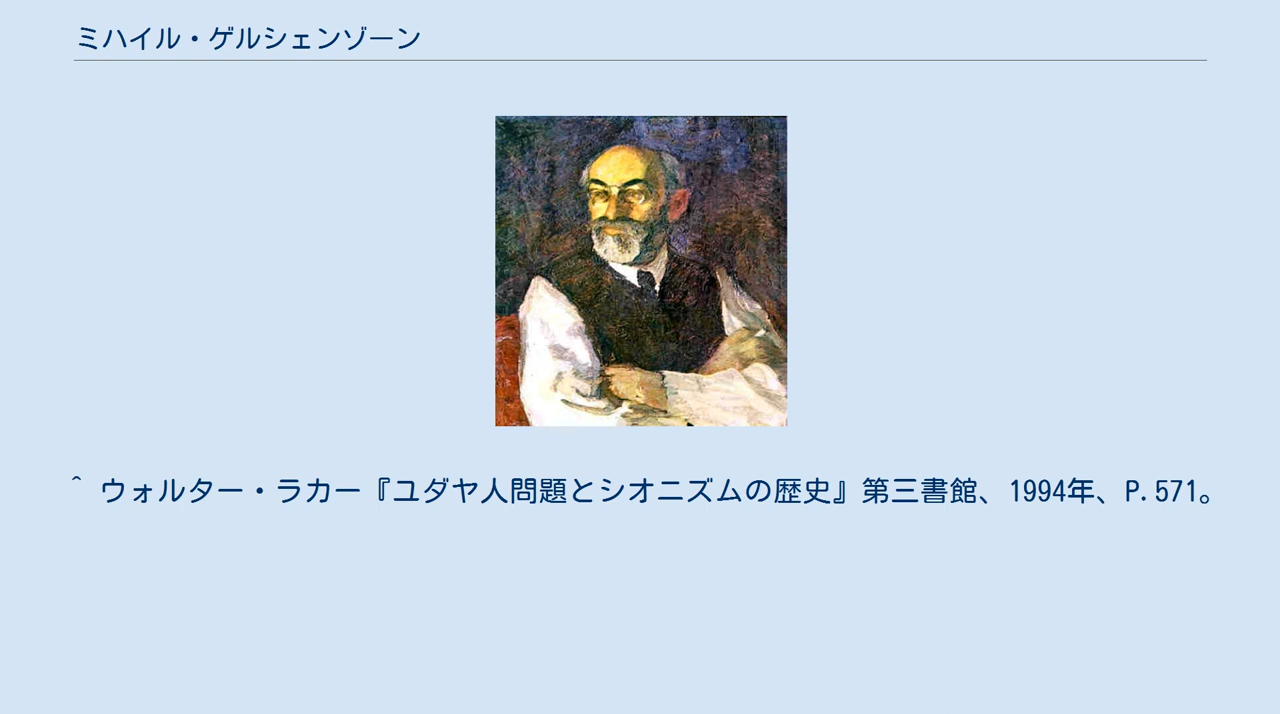 ミハイル・ゲルシェンゾーン
^ ウォルター・ラカー『ユダヤ人問題とシオニズムの歴史』第三書館、1994年、P.571。